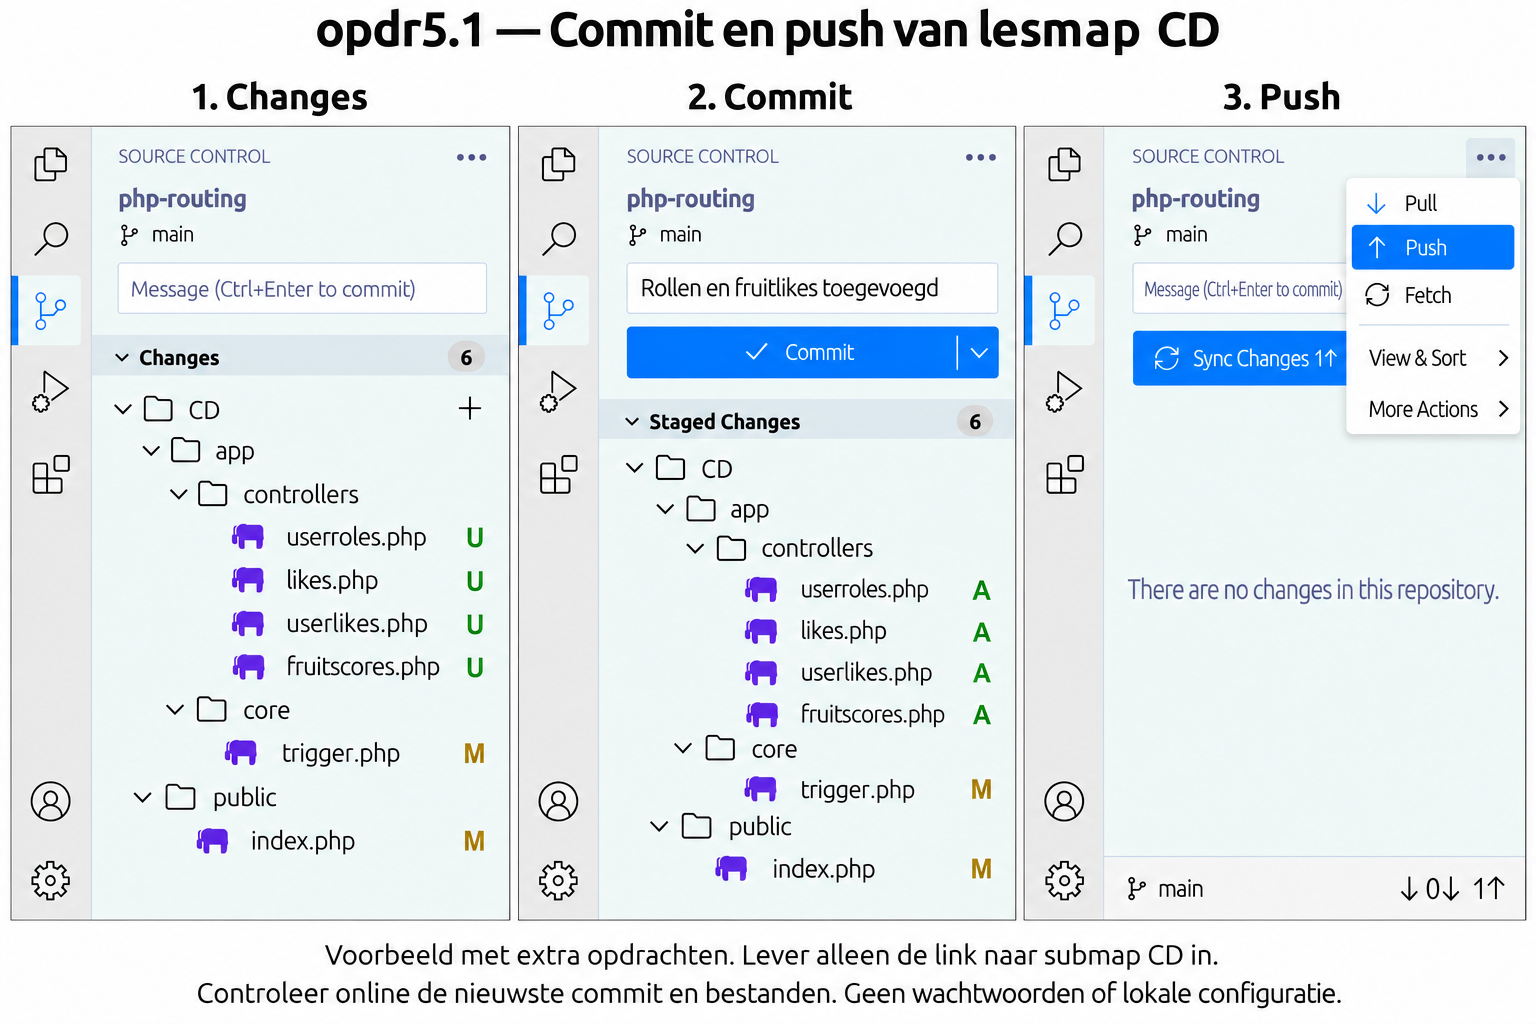 opdr5.1 — Commit en push van lesmap CD
1. Changes
SOURCE CONTROL
php-routing
main
Message (Ctrl+Enter to commit)
Changes 6
CD
app
controllers
userroles.php U
likes.php U
userlikes.php U
fruitscores.php U
core
trigger.php M
public
index.php M
2. Commit
SOURCE CONTROL
php-routing
main
Rollen en fruitlikes toegevoegd
Commit
Staged Changes 6
CD
app
controllers
userroles.php A
likes.php A
userlikes.php A
fruitscores.php A
core
trigger.php M
public
index.php M
3. Push
SOURCE CONTROL
php-routing
main
Message (Ctrl+Enter to commit)
Sync Changes 1↑
Pull
Push
Fetch
View & Sort
More Actions
There are no changes in this repository.
main ↓ 0↓ 1↑
Voorbeeld met extra opdrachten. Lever alleen de link naar submap CD in.
Controleer online de nieuwste commit en bestanden. Geen wachtwoorden of lokale configuratie.